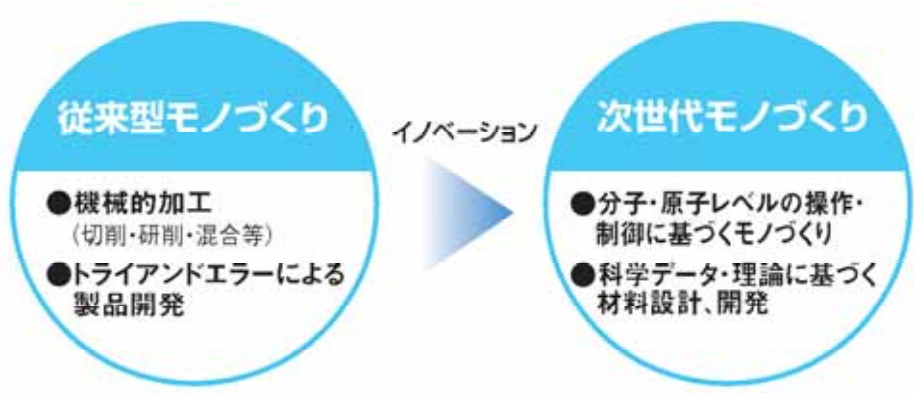 従来型モノづくり
●機械的加工
(切削・研削・混合等)
●トライアンドエラーによる
製品開発
イノベーション
次世代モノづくり
●分子・原子レベルの操作・
制御に基づくモノづくり
●科学データ・理論に基づく
材料設計、開発